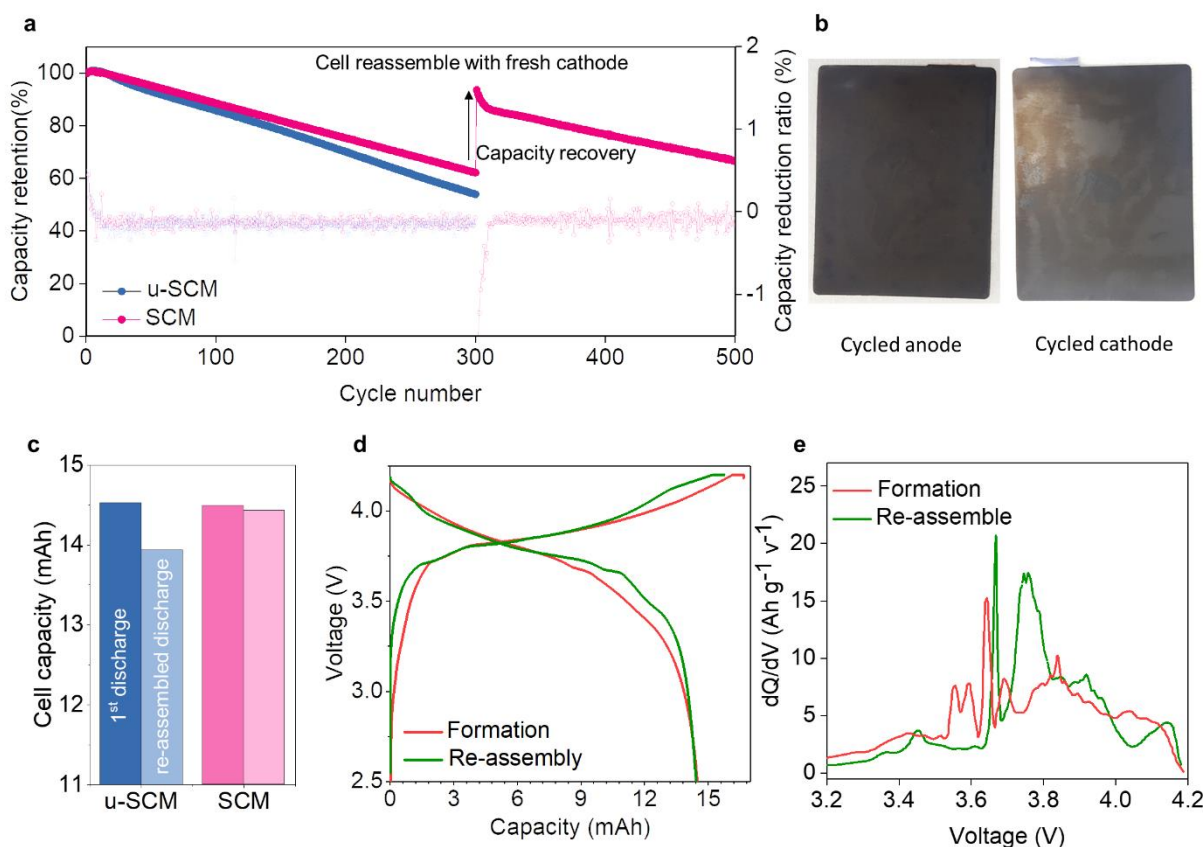 a
Capacity retention(%)
100
80
60
40
20
0
Cell reassemble with fresh cathode
Capacity recovery
u-SCM
SCM
0 100 200 300 400 500
Cycle number
2
1
0
-1
Capacity reduction ratio (%)
b
Cycled anode
Cycled cathode
c
Cell capacity (mAh)
15
14
13
12
11
1st discharge
re-assembled discharge
u-SCM SCM
d
Voltage (V)
4.0
3.5
3.0
2.5
Formation
Re-assembly
0 3 6 9 12 15
Capacity (mAh)
e
dQ/dV (Ah g⁻¹ v⁻¹)
25
20
15
10
5
0
Formation
Re-assemble
3.2 3.4 3.6 3.8 4.0 4.2
Voltage (V)